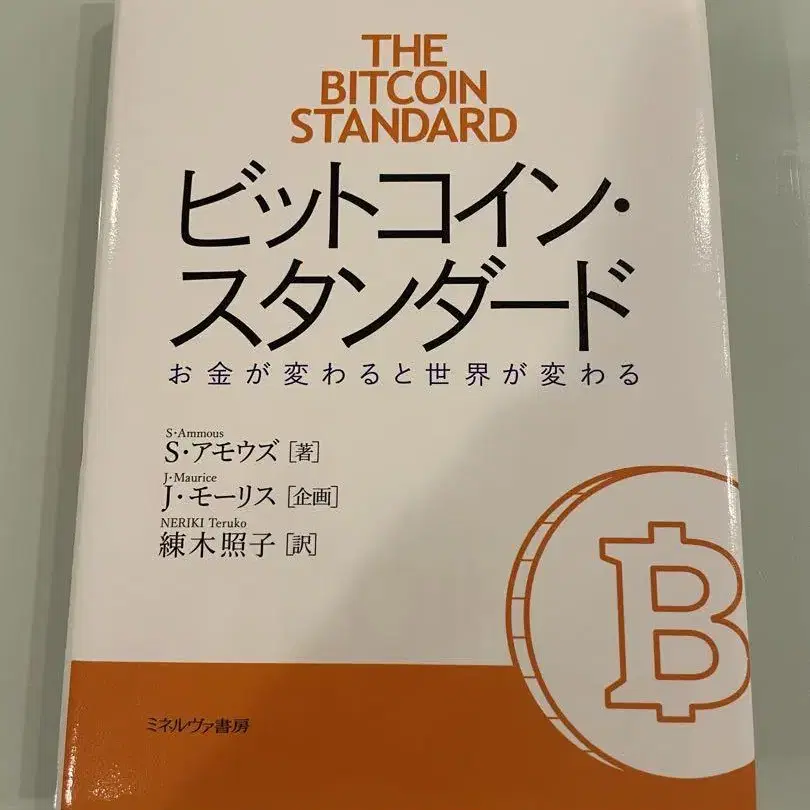 THE
BITCOIN
STANDARD
ビットコイン・
スタンダード
お金が変わると世界が変わる
S・Ammous
S・アモウズ［著］
J・Maurice
J・モーリス［企画］
NERIKI Teruko
練木照子［訳］
ミネルヴァ書房